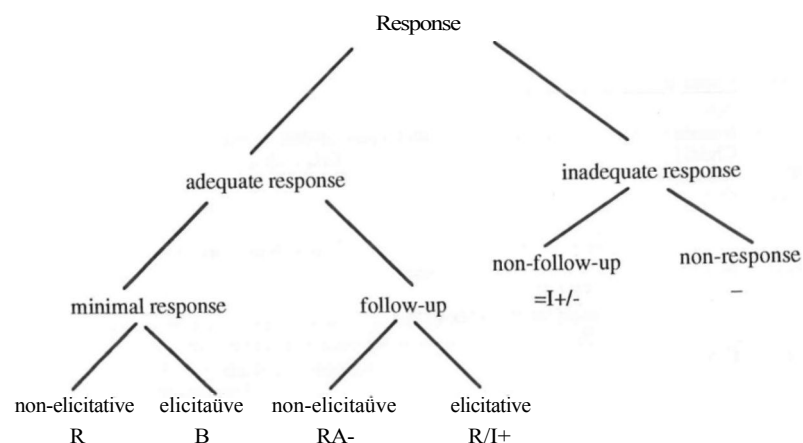 Response
adequate response
inadequate response
non-follow-up
non-response
=I+/-
–
minimal response
follow-up
non-elicitative
elicitaüve
non-elicitaüve
elicitative
R
B
RA-
R/I+